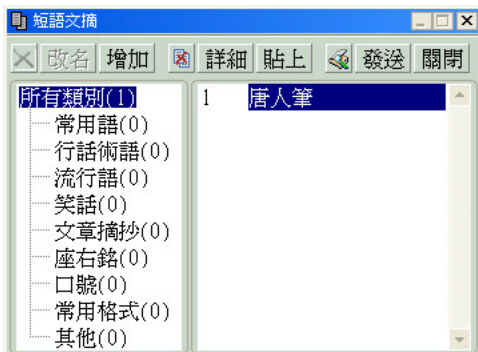 短語文摘
改名 增加 詳細 貼上 發送 關閉
所有類別(1)
常用語(0)
行話術語(0)
流行語(0)
笑話(0)
文章摘抄(0)
座右銘(0)
口號(0)
常用格式(0)
其他(0)
1 唐人筆